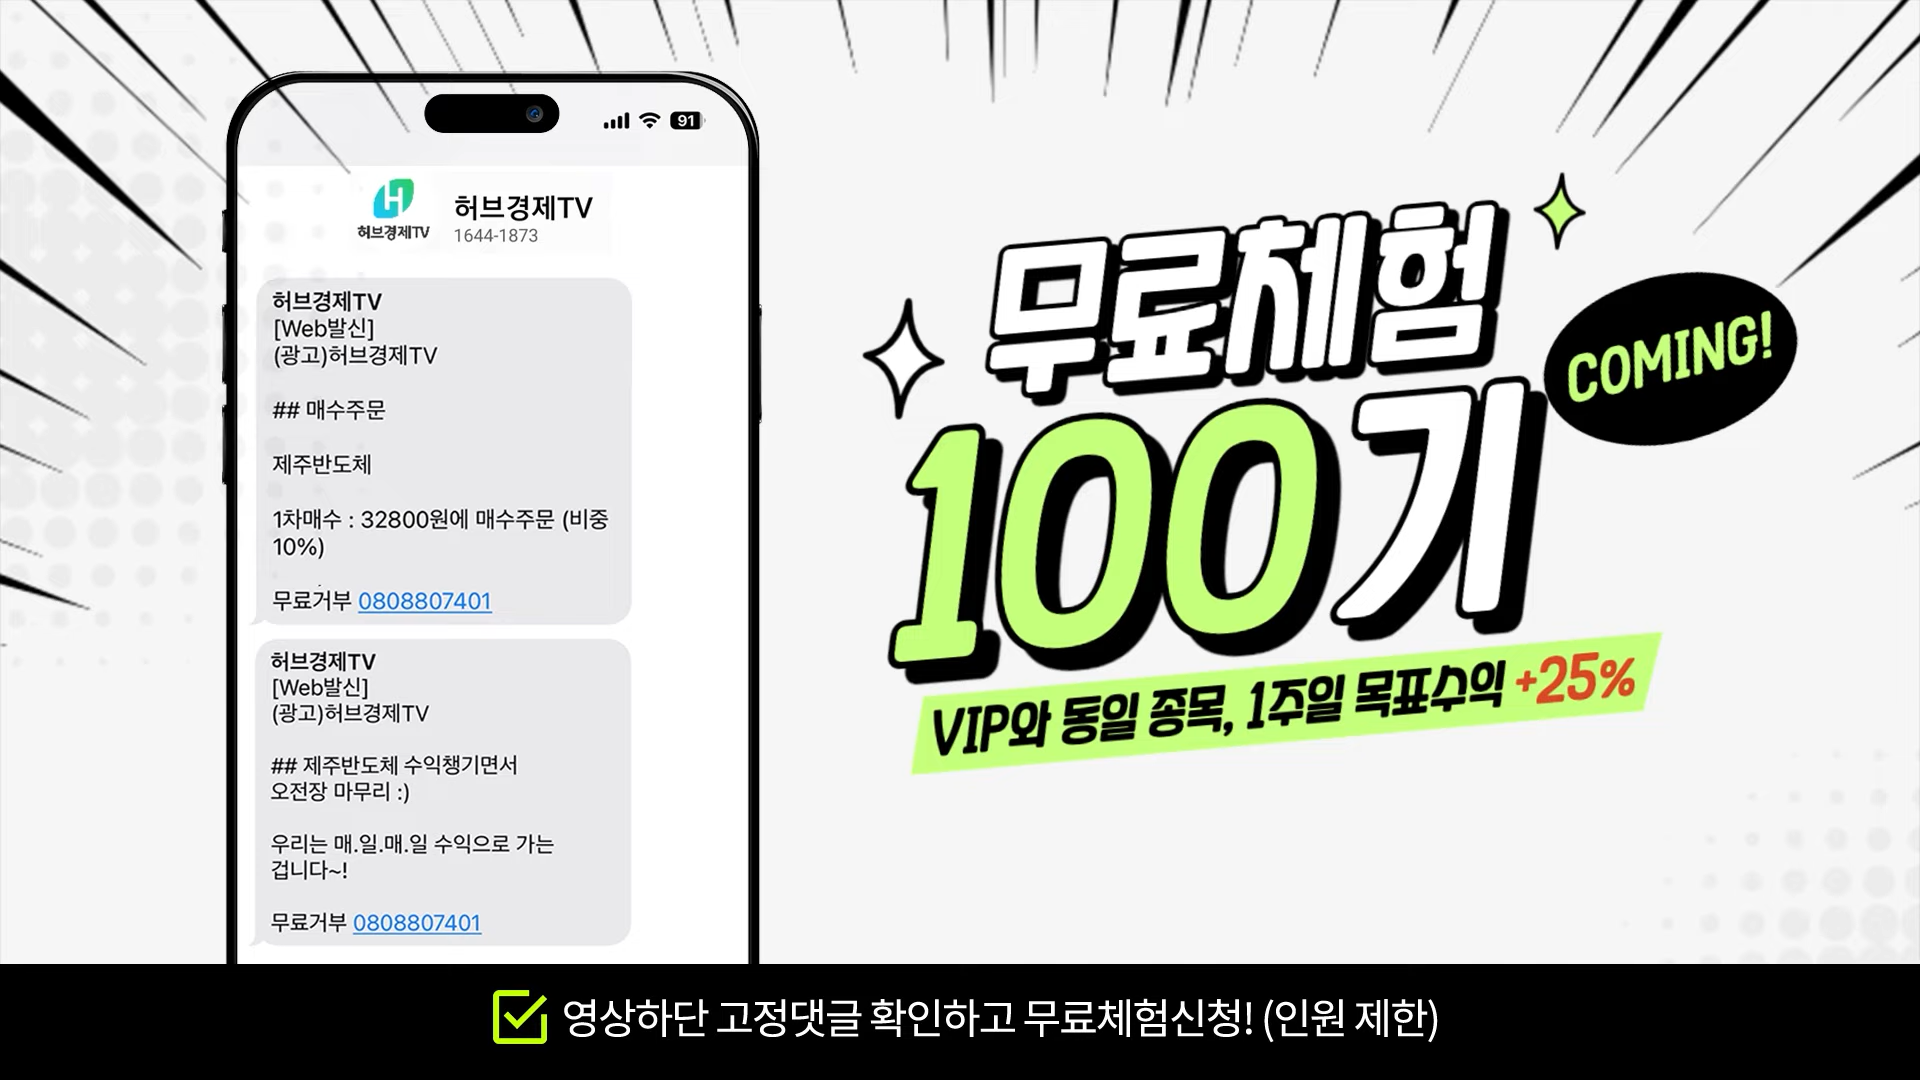 91
허브경제TV
허브경제TV
1644-1873
허브경제TV
[Web발신]
(광고)허브경제TV
## 매수주문
제주반도체
1차매수 : 32800원에 매수주문 (비중
10%)
무료거부 0808807401
허브경제TV
[Web발신]
(광고)허브경제TV
## 제주반도체 수익챙기면서
오전장 마무리 :)
우리는 매.일.매.일 수익으로 가는
겁니다~!
무료거부 0808807401
무료체험
100기
COMING!
VIP와 동일 종목, 1주일 목표수익 +25%
영상하단 고정댓글 확인하고 무료체험신청! (인원 제한)